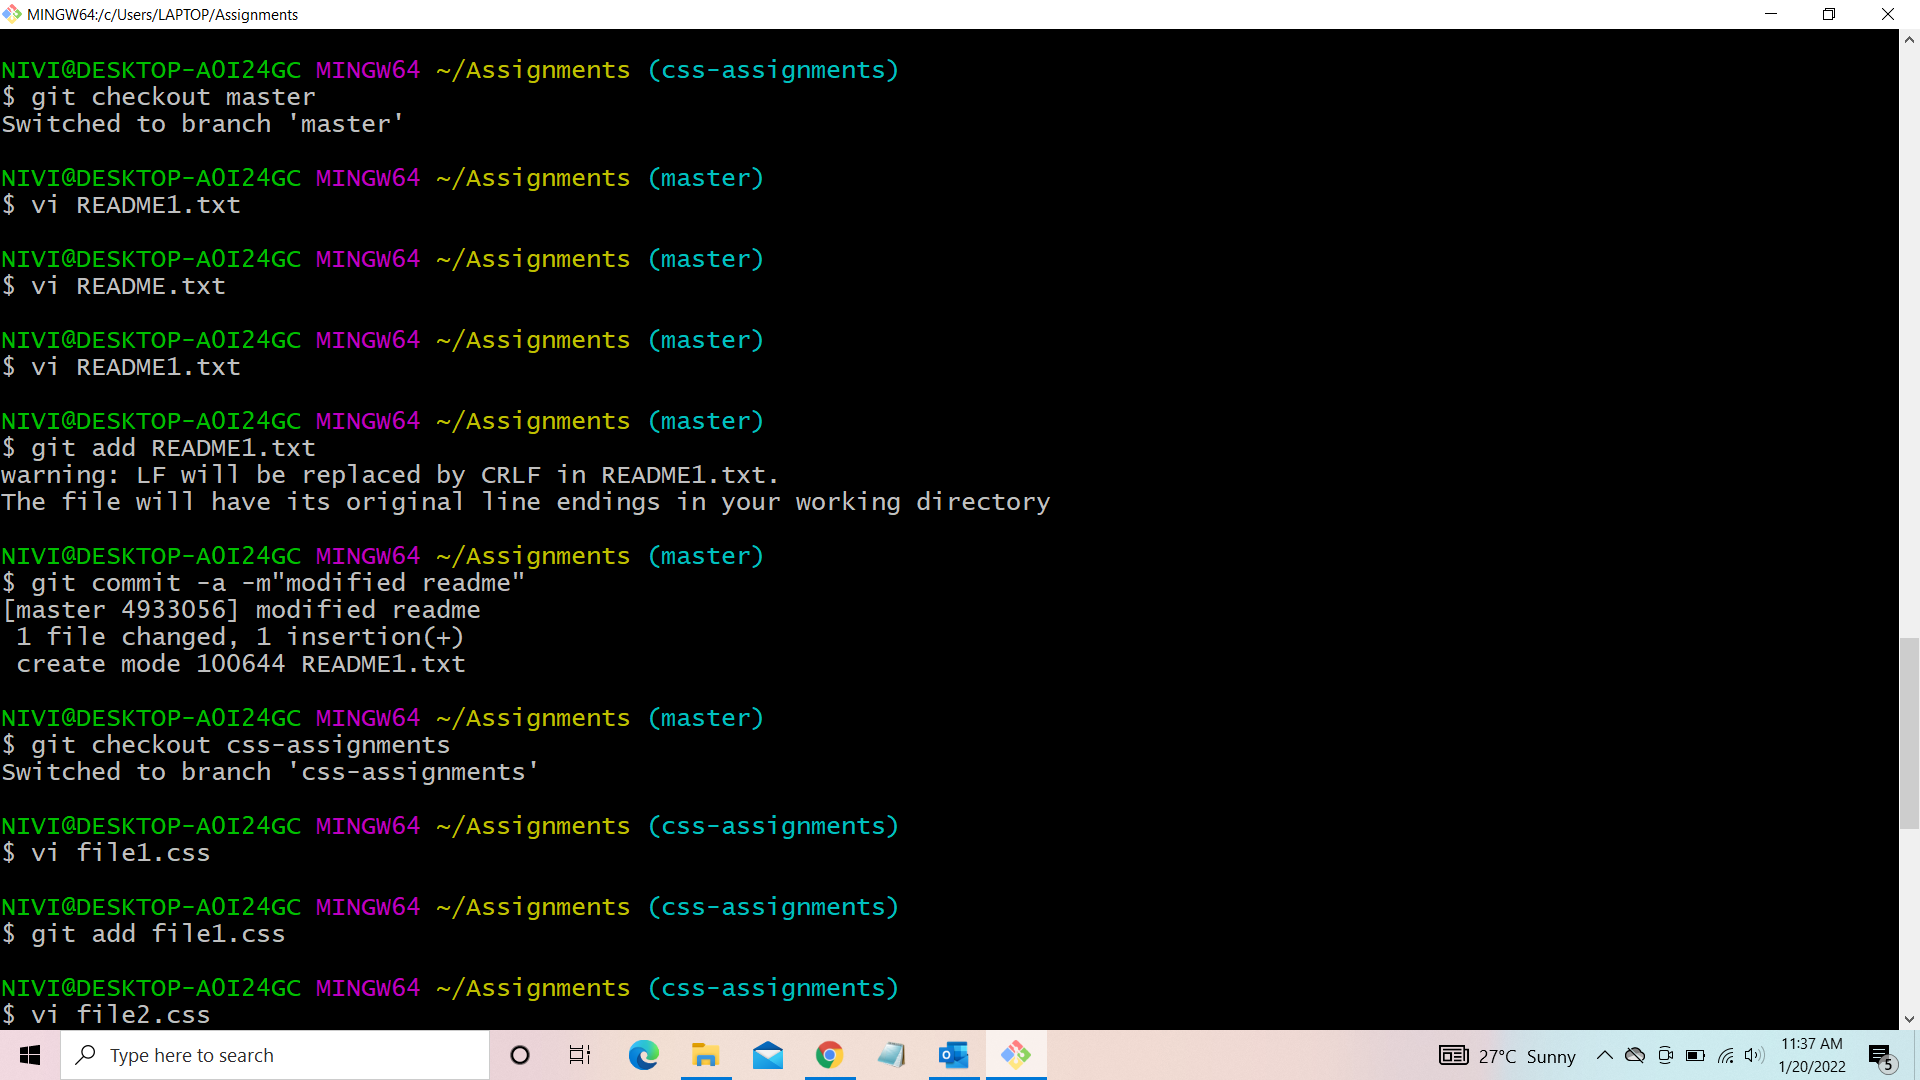 MINGW64:/c/Users/LAPTOP/Assignments
NIVI@DESKTOP-AOI24GC MINGW64 ~/Assignments (css-assignments)
$ git checkout master
Switched to branch 'master'
NIVI@DESKTOP-AOI24GC MINGW64 ~/Assignments (master)
$ vi README1.txt
NIVI@DESKTOP-AOI24GC MINGW64 ~/Assignments (master)
$ vi README.txt
NIVI@DESKTOP-AOI24GC MINGW64 ~/Assignments (master)
$ vi README1.txt
NIVI@DESKTOP-AOI24GC MINGW64 ~/Assignments (master)
$ git add README1.txt
warning: LF will be replaced by CRLF in README1.txt.
The file will have its original line endings in your working directory
NIVI@DESKTOP-AOI24GC MINGW64 ~/Assignments (master)
$ git commit -a -m"modified readme"
[master 4933056] modified readme
 1 file changed, 1 insertion(+)
 create mode 100644 README1.txt
NIVI@DESKTOP-AOI24GC MINGW64 ~/Assignments (master)
$ git checkout css-assignments
Switched to branch 'css-assignments'
NIVI@DESKTOP-AOI24GC MINGW64 ~/Assignments (css-assignments)
$ vi file1.css
NIVI@DESKTOP-AOI24GC MINGW64 ~/Assignments (css-assignments)
$ git add file1.css
NIVI@DESKTOP-AOI24GC MINGW64 ~/Assignments (css-assignments)
$ vi file2.css
Type here to search
27°C Sunny
11:37 AM
1/20/2022
5